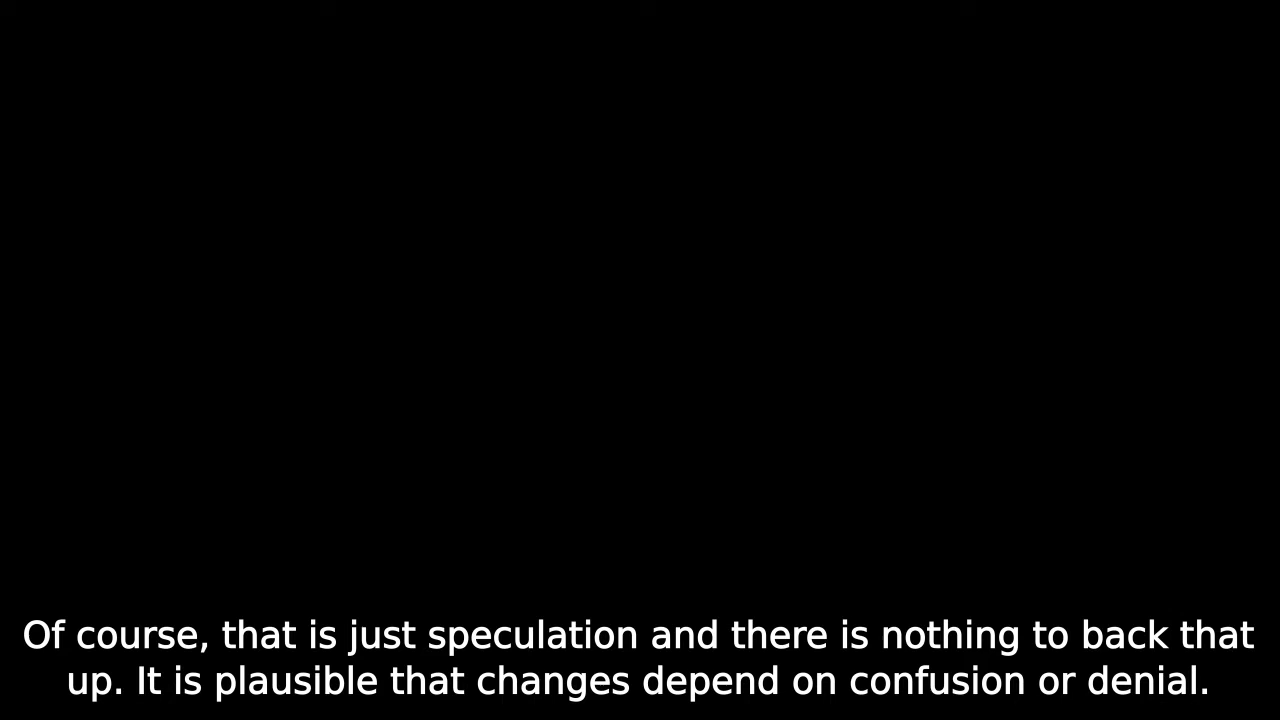 Of course, that is just speculation and there is nothing to back that
up. It is plausible that changes depend on confusion or denial.